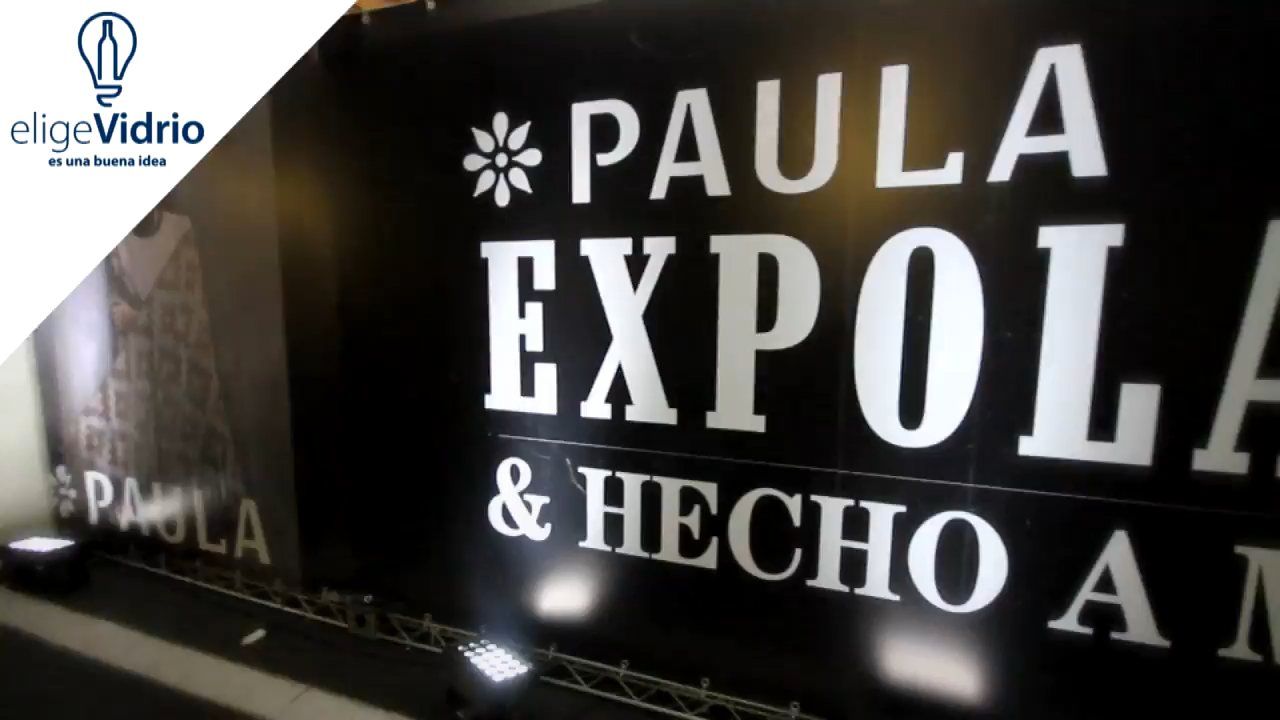 eligeVidrio
es una buena idea
PAULA
EXPOLA
& HECHO A M
PAULA